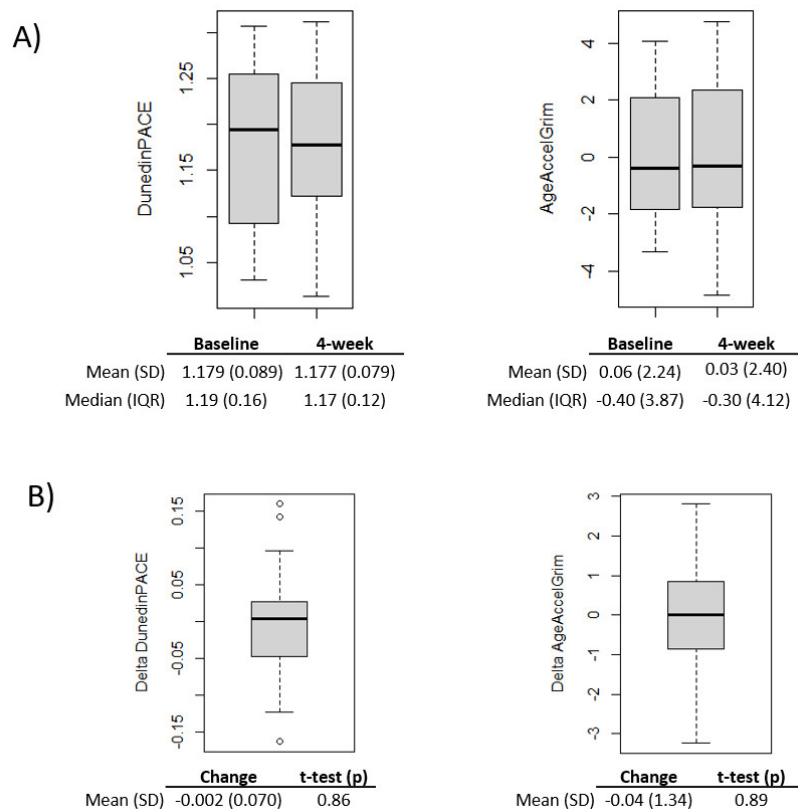 A)
DunedinPACE
1.25
1.15
1.05
AgeAccelGrim
4
2
0
-2
-4
Baseline 4-week
Mean (SD) 1.179 (0.089) 1.177 (0.079)
Median (IQR) 1.19 (0.16) 1.17 (0.12)
Baseline 4-week
Mean (SD) 0.06 (2.24) 0.03 (2.40)
Median (IQR) -0.40 (3.87) -0.30 (4.12)
B)
Delta DunedinPACE
0.15
0.05
-0.05
-0.15
Delta AgeAccelGrim
3
2
1
0
-1
-2
-3
Change t-test (p)
Mean (SD) -0.002 (0.070) 0.86
Change t-test (p)
Mean (SD) -0.04 (1.34) 0.89